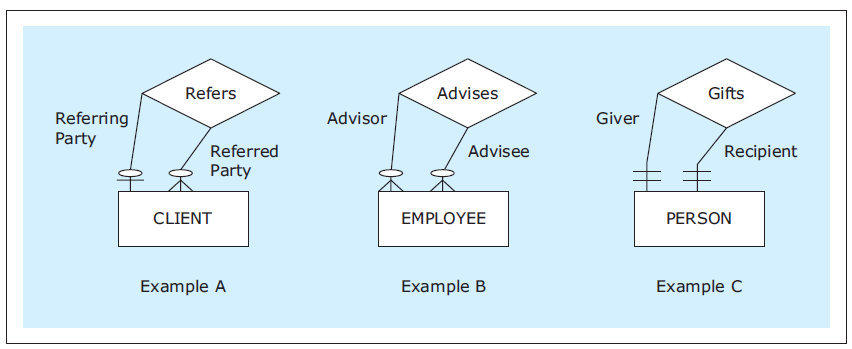 Refers
Advises
Gifts
Referring
Party
Advisor
Giver
Referred
Party
Advisee
Recipient
CLIENT
EMPLOYEE
PERSON
Example A
Example B
Example C